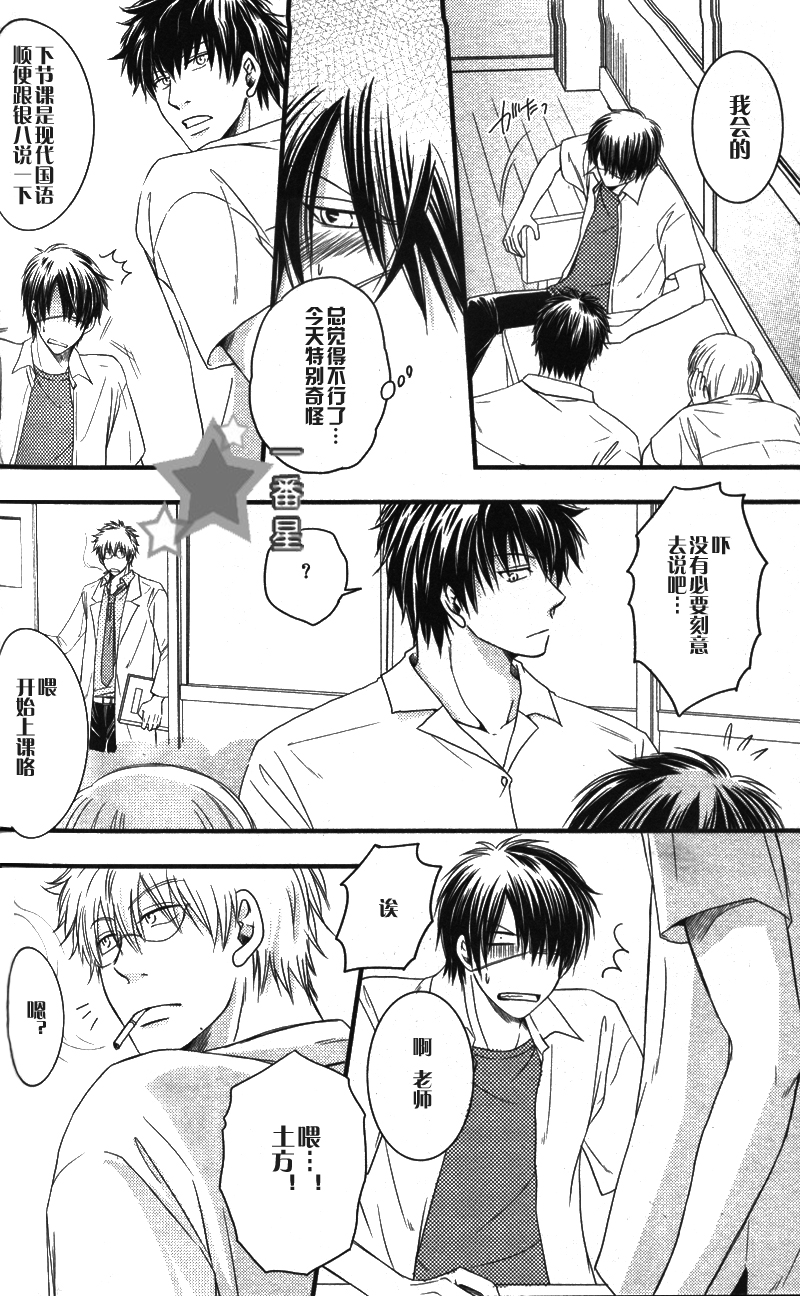 我会的
ガタっ
总觉得不行了…
今天特别奇怪
下节课是现代国语
顺便跟银八说一下
一番星
吓
没有必要刻意
去说吧…
?
喂
开始上课咯
诶
啊 老师
喂…!
土方!
嗯?